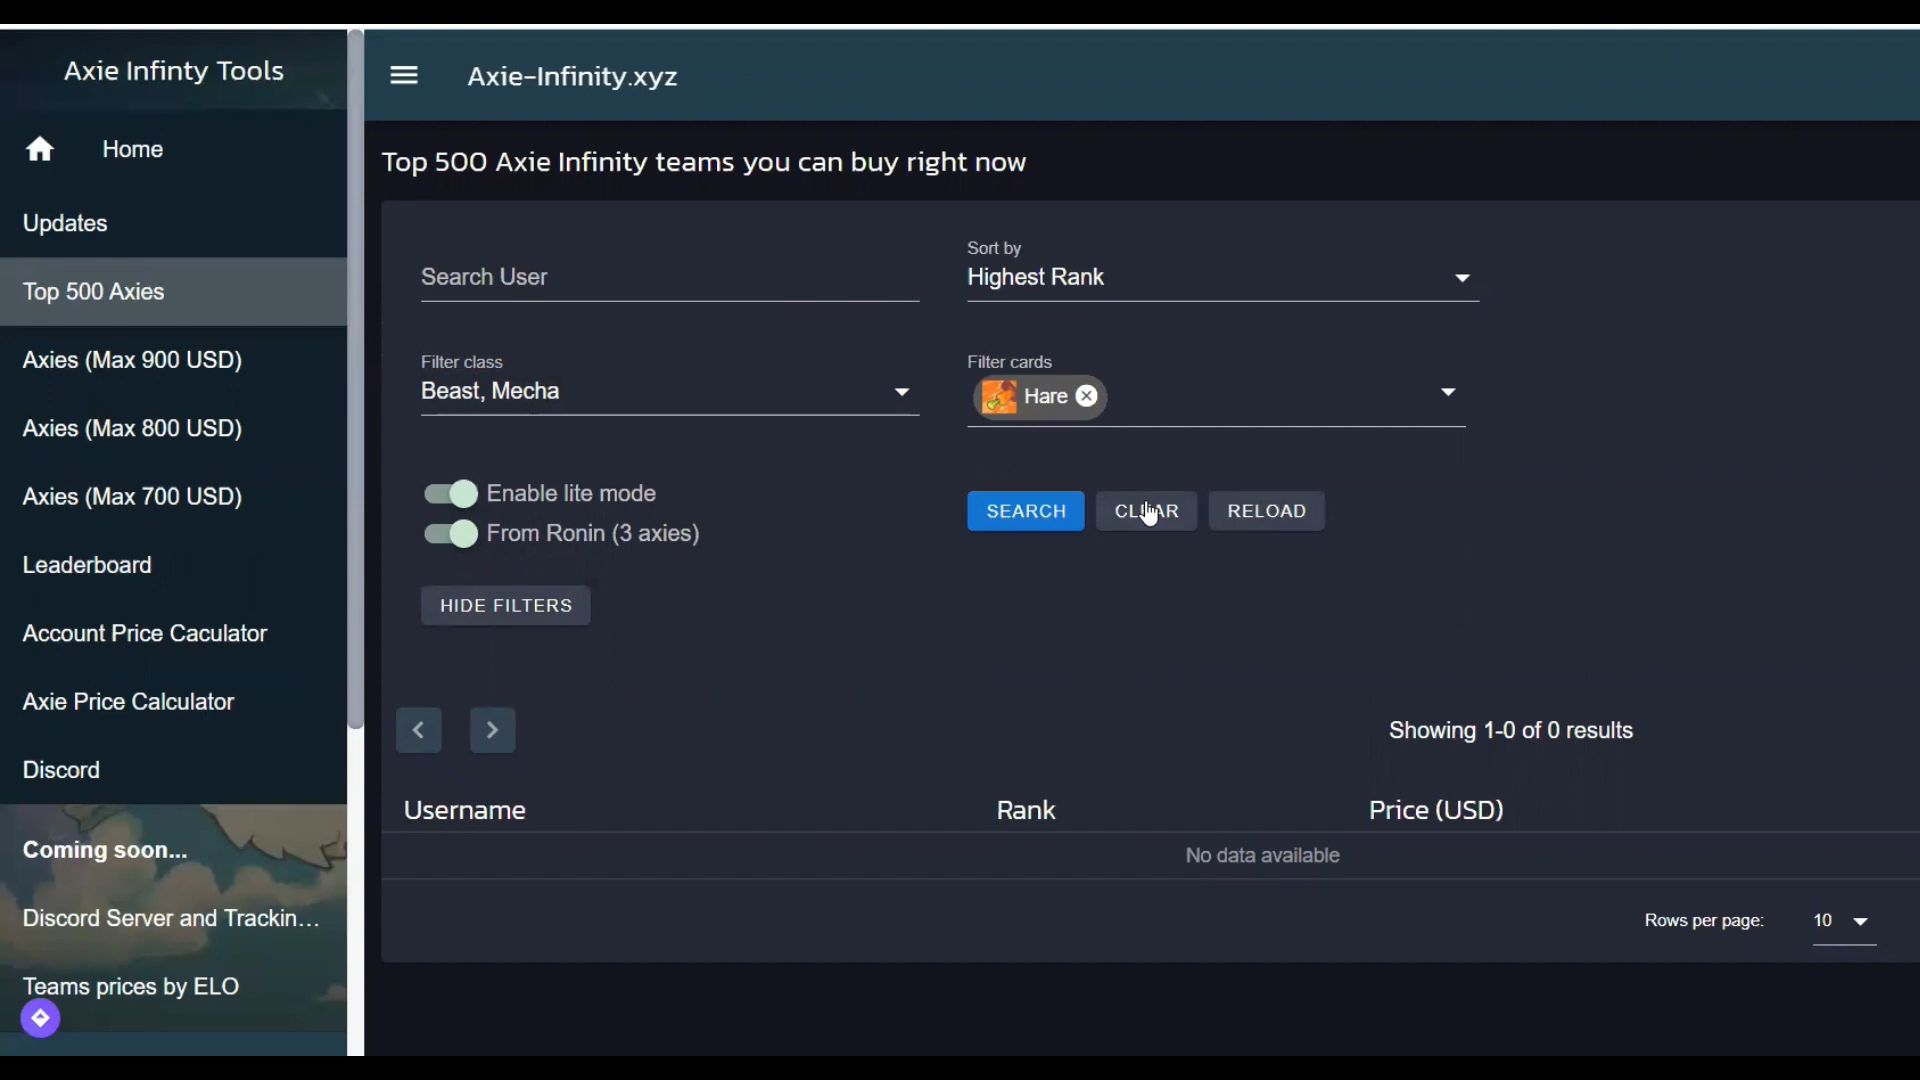 Axie Infinty Tools
Home
Updates
Top 500 Axies
Axies (Max 900 USD)
Axies (Max 800 USD)
Axies (Max 700 USD)
Leaderboard
Account Price Caculator
Axie Price Calculator
Discord
Coming soon...
Discord Server and Trackin...
Teams prices by ELO
Axie-Infinity.xyz
Top 500 Axie Infinity teams you can buy right now
Search User
Sort by
Highest Rank
Filter class
Beast, Mecha
Filter cards
Hare
Enable lite mode
From Ronin (3 axies)
SEARCH CLEAR RELOAD
HIDE FILTERS
Showing 1-0 of 0 results
Username Rank Price (USD)
No data available
Rows per page: 10